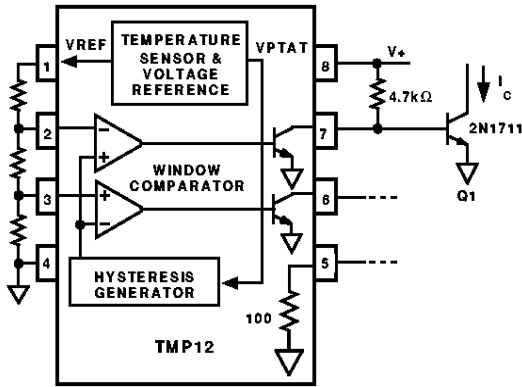 1
VREF
TEMPERATURE
SENSOR &
VOLTAGE
REFERENCE
VPTAT
8
V+
4.7kΩ
I C
2
−
+
7
2N1711
WINDOW
COMPARATOR
3
+
−
6
Q1
4
HYSTERESIS
GENERATOR
5
100
TMP12